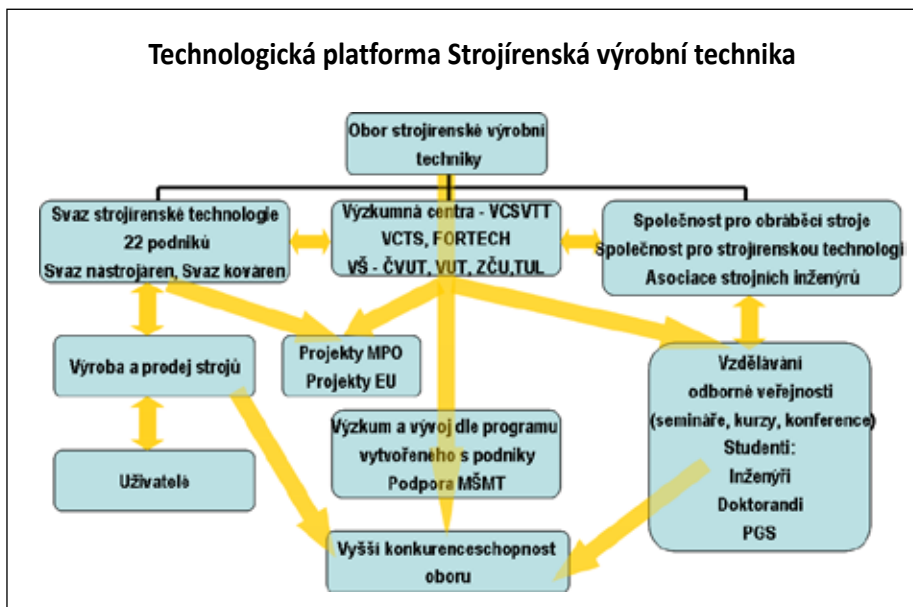 Technologická platforma Strojírenská výrobní technika
Obor strojírenské výrobní
techniky
Svaz strojírenské technologie
22 podniků
Svaz nástrojáren, Svaz kováren
Výzkumná centra - VCSVTT
VCTS, FORTECH
VŠ - ČVUT, VUT, ZČU,TUL
Společnost pro obráběcí stroje
Společnost pro strojírenskou technologi
Asociace strojních inženýrů
Výroba a prodej strojů
Projekty MPO
Projekty EU
Vzdělávání
odborné veřejnosti
(semináře, kurzy, konference)
Studenti:
Inženýři
Doktorandi
PGS
Uživatelé
Výzkum a vývoj dle programu
vytvořeného s podniky
Podpora MŠMT
Vyšší konkurenceschopnost
oboru